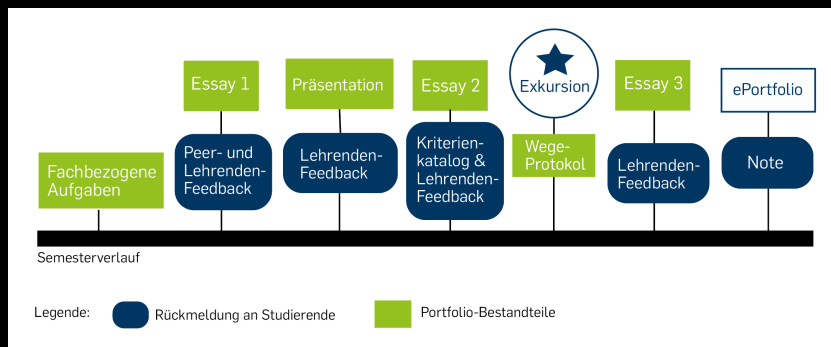 Essay 1
Präsentation
Essay 2
Exkursion
Essay 3
ePortfolio
Fachbezogene
Aufgaben
Peer- und
Lehrenden-
Feedback
Lehrenden-
Feedback
Kriterien-
katalog &
Lehrenden-
Feedback
Wege-
Protokol
Lehrenden-
Feedback
Note
Semesterverlauf
Legende:
Rückmeldung an Studierende
Portfolio-Bestandteile